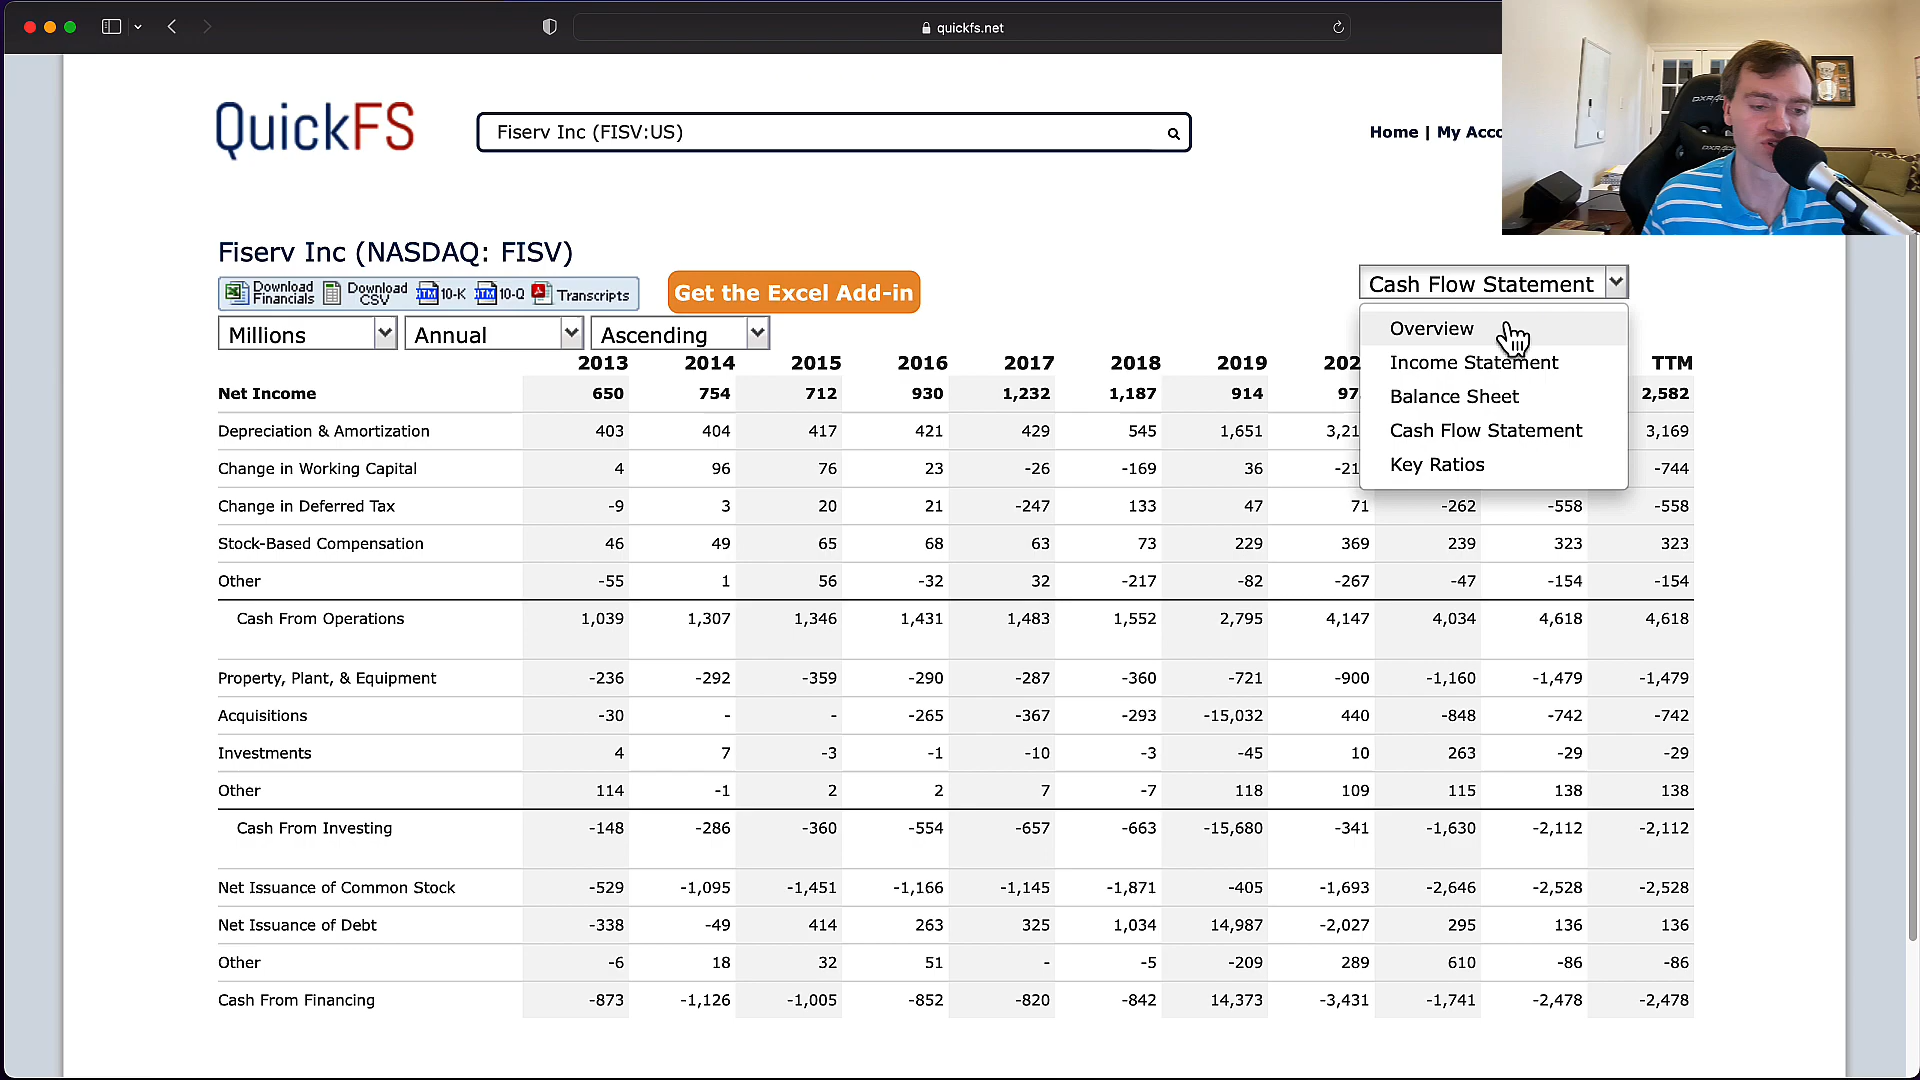 quickfs.net
QuickFS
Fiserv Inc (FISV:US)
Home | My Acco
Fiserv Inc (NASDAQ: FISV)
Download Financials Download CSV 10-K 10-Q Transcripts
Get the Excel Add-in
Cash Flow Statement
Overview
Income Statement
Balance Sheet
Cash Flow Statement
Key Ratios
Millions Annual Ascending
2013 2014 2015 2016 2017 2018 2019 202 TTM
Net Income 650 754 712 930 1,232 1,187 914 97 2,582
Depreciation & Amortization 403 404 417 421 429 545 1,651 3,21 3,169
Change in Working Capital 4 96 76 23 -26 -169 36 -21 -744
Change in Deferred Tax -9 3 20 21 -247 133 47 71 -262 -558 -558
Stock-Based Compensation 46 49 65 68 63 73 229 369 239 323 323
Other -55 1 56 -32 32 -217 -82 -267 -47 -154 -154
Cash From Operations 1,039 1,307 1,346 1,431 1,483 1,552 2,795 4,147 4,034 4,618 4,618
Property, Plant, & Equipment -236 -292 -359 -290 -287 -360 -721 -900 -1,160 -1,479 -1,479
Acquisitions -30 - - -265 -367 -293 -15,032 440 -848 -742 -742
Investments 4 7 -3 -1 -10 -3 -45 10 263 -29 -29
Other 114 -1 2 2 7 -7 118 109 115 138 138
Cash From Investing -148 -286 -360 -554 -657 -663 -15,680 -341 -1,630 -2,112 -2,112
Net Issuance of Common Stock -529 -1,095 -1,451 -1,166 -1,145 -1,871 -405 -1,693 -2,646 -2,528 -2,528
Net Issuance of Debt -338 -49 414 263 325 1,034 14,987 -2,027 295 136 136
Other -6 18 32 51 - -5 -209 289 610 -86 -86
Cash From Financing -873 -1,126 -1,005 -852 -820 -842 14,373 -3,431 -1,741 -2,478 -2,478